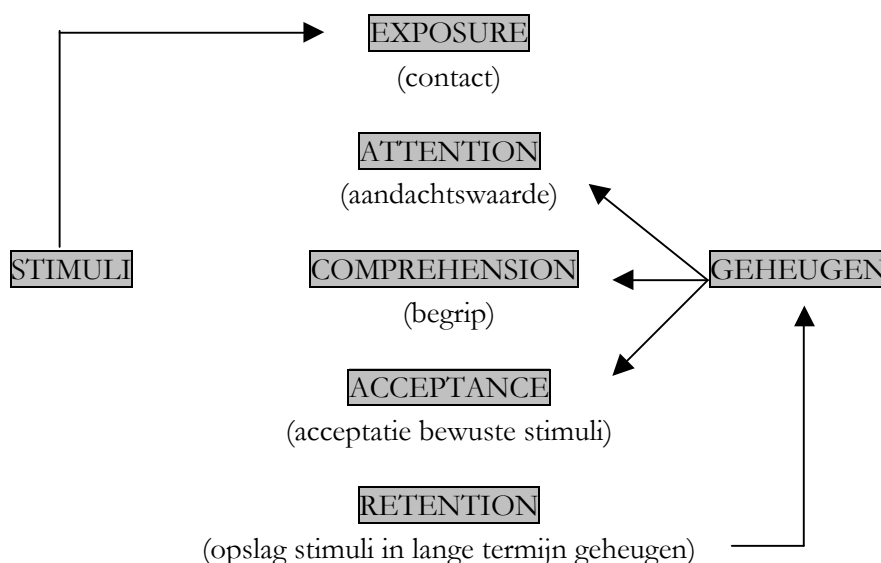 EXPOSURE
(contact)
ATTENTION
(aandachtswaarde)
STIMULI
COMPREHENSION
GEHEUGEN
(begrip)
ACCEPTANCE
(acceptatie bewuste stimuli)
RETENTION
(opslag stimuli in lange termijn geheugen)